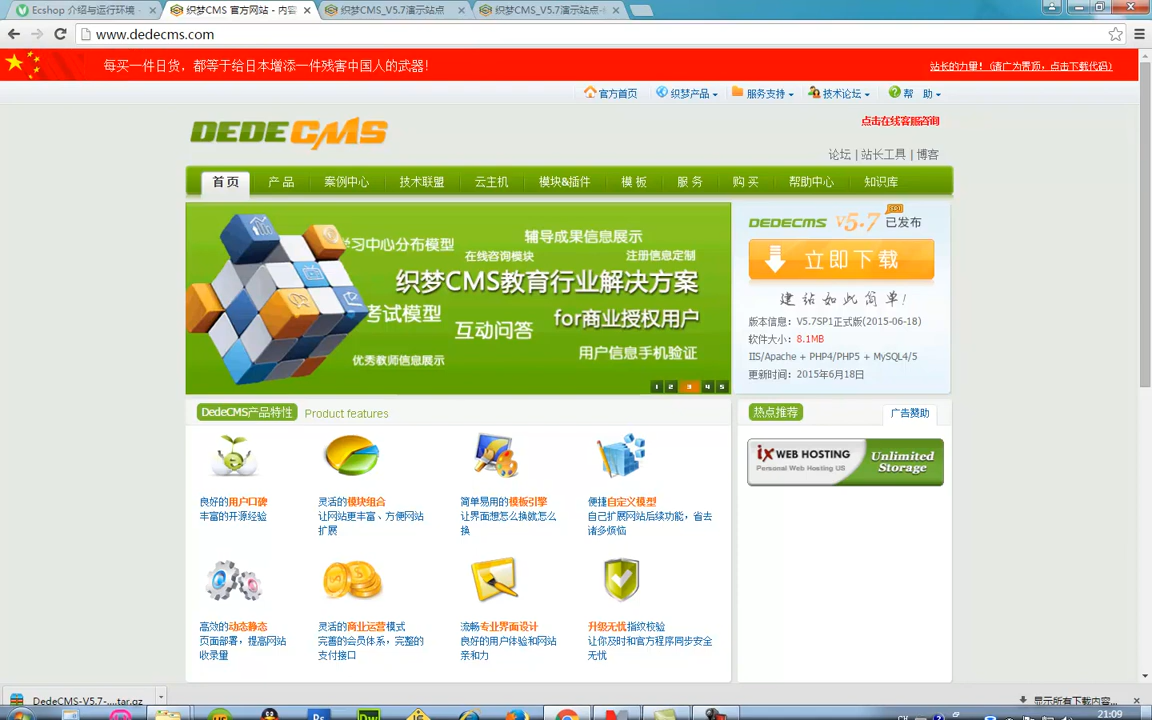 Ecshop 介绍与运行环境
织梦CMS 官方网站 - 内容
织梦CMS_V5.7演示站点
织梦CMS_V5.7演示站点
www.dedecms.com
每买一件日货，都等于给日本增添一件残害中国人的武器！
站长的力量！(请广为置顶，点击下载代码)
官方首页 织梦产品 服务支持 技术论坛 帮 助
DEDECMS
点击在线客服咨询
论坛 | 站长工具 | 博客
首 页 产 品 案例中心 技术联盟 云主机 模块&插件 模 板 服 务 购 买 帮助中心 知识库
习中心分布模型
辅导成果信息展示
在线咨询模块
注册信息定制
织梦CMS教育行业解决方案
考试模型
互动问答
for商业授权用户
优秀教师信息展示
用户信息手机验证
1 2 3 4 5
DEDECMS v5.7 已发布
立即下载
建站如此简单！
版本信息：V5.7SP1正式版(2015-06-18)
软件大小：8.1MB
IIS/Apache + PHP4/PHP5 + MySQL4/5
更新时间：2015年6月18日
DedeCMS产品特性 Product features
热点推荐
广告赞助
iX WEB HOSTING
Personal Web Hosting US
Unlimited
Storage
良好的用户口碑
丰富的开源经验
灵活的模块组合
让网站更丰富、方便网站
扩展
简单易用的模板引擎
让界面想怎么换就怎么
换
便捷自定义模型
自己扩展网站后续功能，省去
诸多烦恼
高效的动态静态
页面部署，提高网站
收录量
灵活的商业运营模式
完善的会员体系，完整的
支付接口
流畅专业界面设计
良好的用户体验和网站
亲和力
升级无忧指纹校验
让你及时和官方程序同步安全
无忧
DedeCMS-V5.7-....tar.gz
显示所有下载内容...
21:09